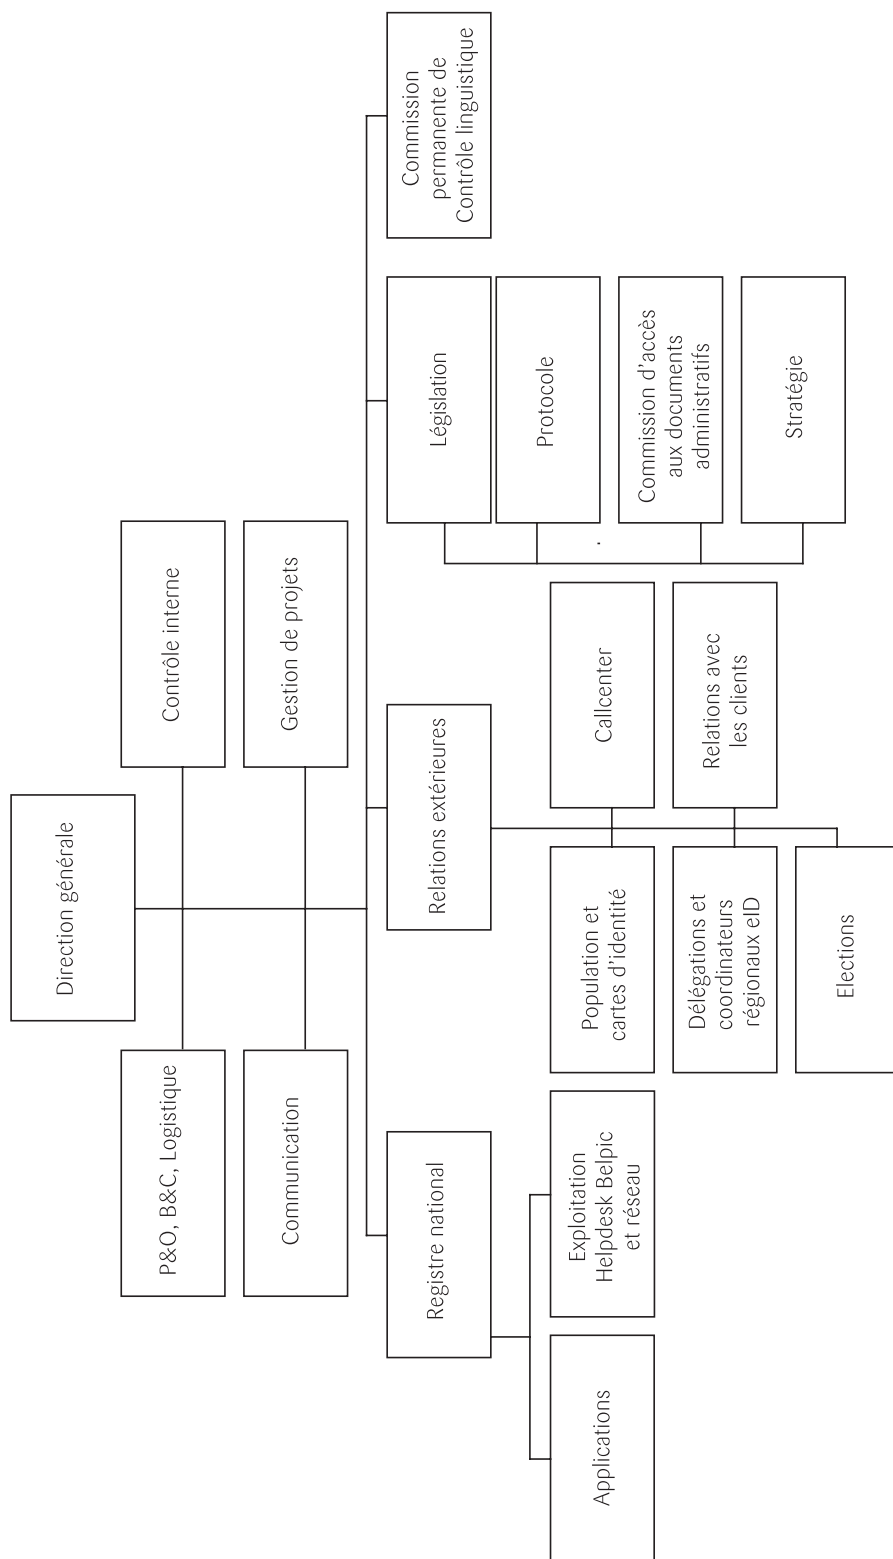 Direction générale
P&O, B&C, Logistique
Contrôle interne
Communication
Gestion de projets
Registre national
Relations extérieures
Législation
Commission
permanente de
Contrôle linguistique
Protocole
Applications
Exploitation
Helpdesk Belpic
et réseau
Population et
cartes d'identité
Callcenter
Commission d'accès
aux documents
administratifs
Délégations et
coordinateurs
régionaux eID
Relations avec
les clients
Stratégie
Elections